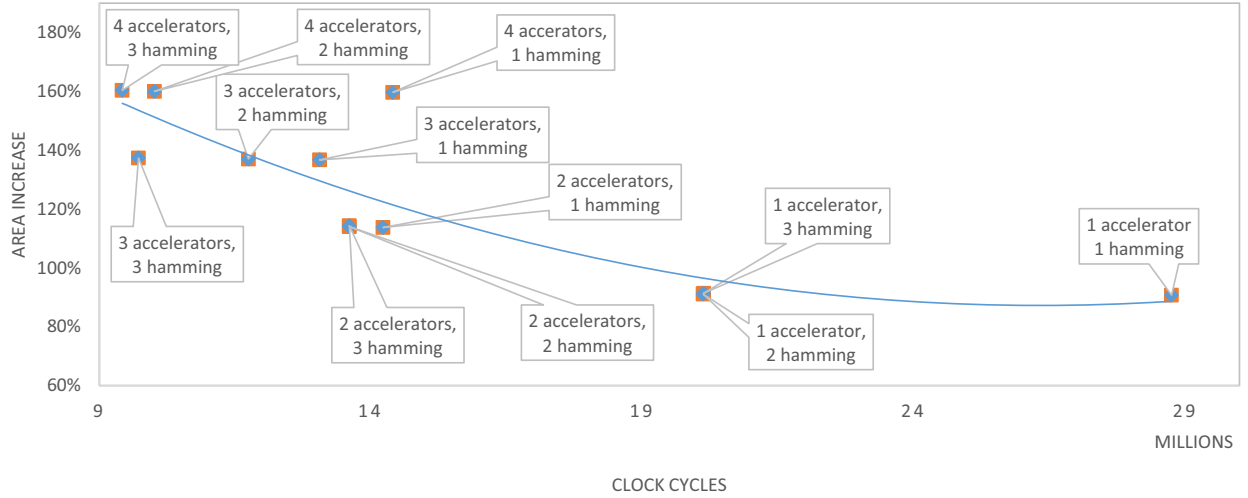 180%
160%
140%
120%
100%
80%
60%
AREA INCREASE
4 accelerators,
3 hamming
4 accelerators,
2 hamming
4 accerators,
1 hamming
3 accelerators,
2 hamming
3 accelerators,
1 hamming
3 accelerators,
3 hamming
2 accelerators,
1 hamming
2 accelerators,
3 hamming
2 accelerators,
2 hamming
1 accelerator,
3 hamming
1 accelerator,
2 hamming
1 accelerator
1 hamming
9 14 19 24 29
MILLIONS
CLOCK CYCLES